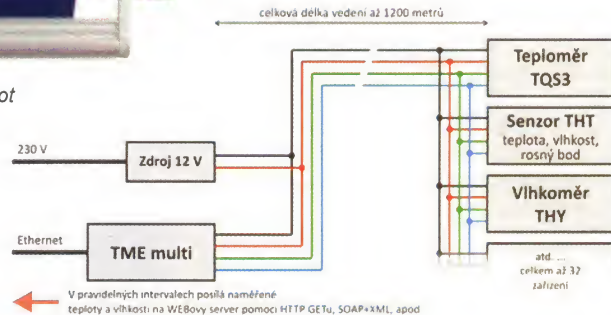 celková délka vedení až 1200 metrů
ot
230 V
Zdroj 12 V
Ethernet
TME multi
Teploměr
TQS3
Senzor THT
teplota, vlhkost,
rosný bod
Vlhkoměr
THY
atd. ...
celkem až 32
zařízení
V pravidelných intervalech posílá naměřené
teploty a vlhkosti na WEBový server pomocí HTTP GETu, SOAP+XML, apod